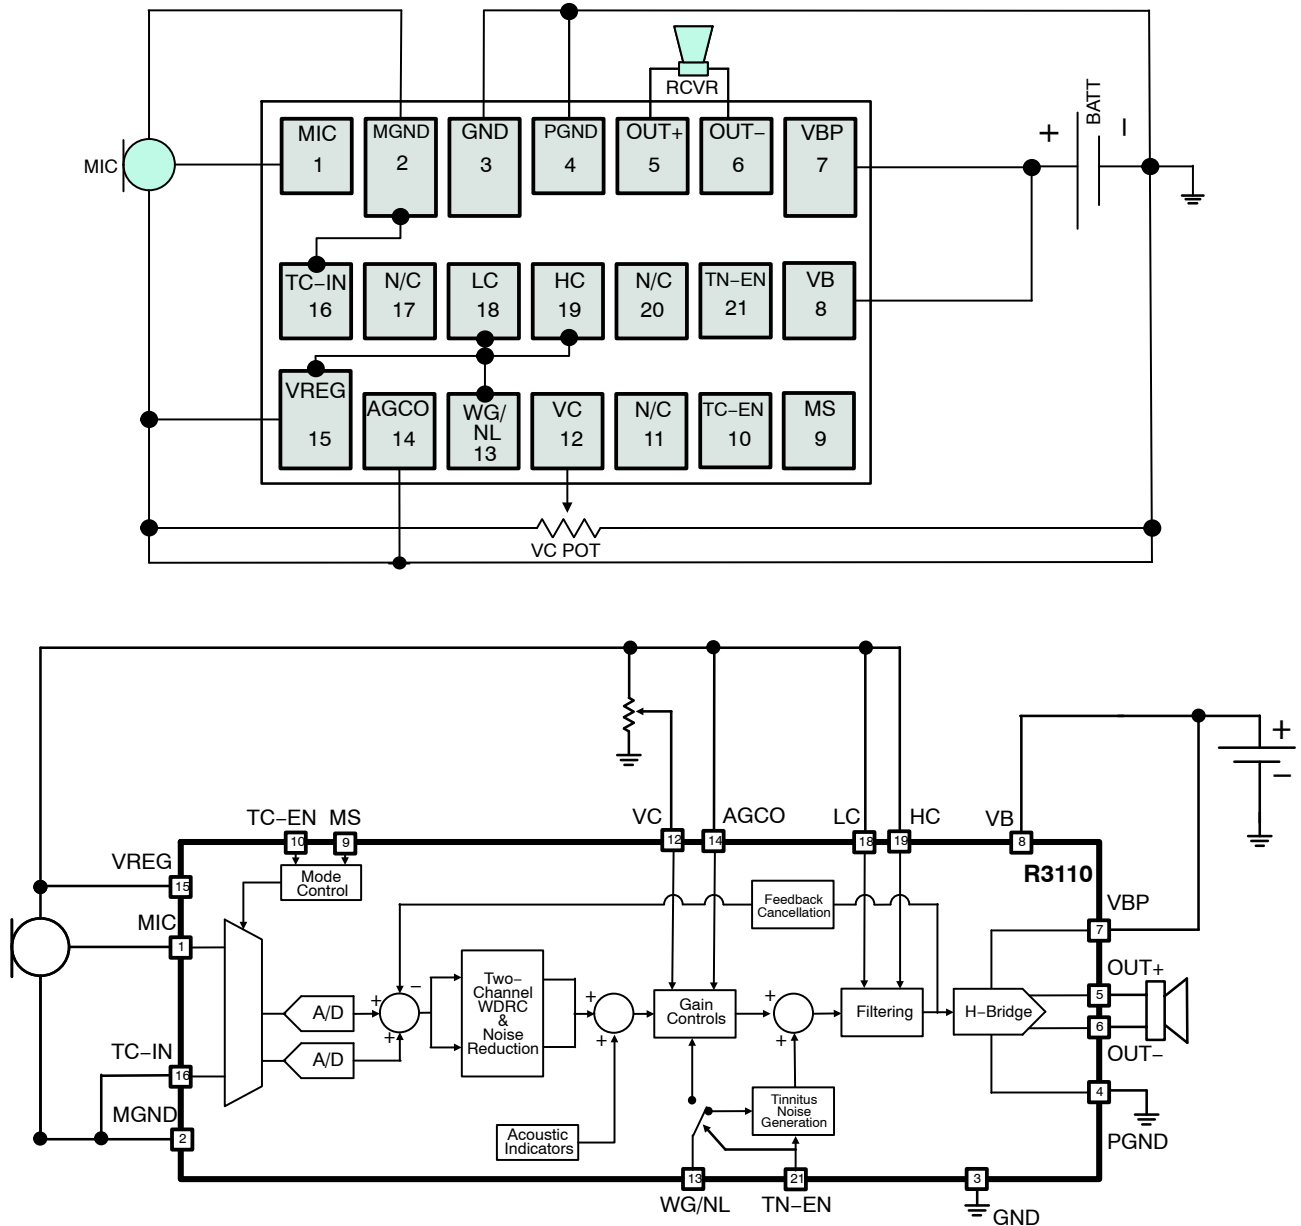 RCVR
BATT
+ –
MIC
MIC
1
MGND
2
GND
3
PGND
4
OUT+
5
OUT−
6
VBP
7
TC−IN
16
N/C
17
LC
18
HC
19
N/C
20
TN−EN
21
VB
8
VREG
15
AGCO
14
WG/
NL
13
VC
12
N/C
11
TC−EN
10
MS
9
VC POT
+
−
TC−EN
MS
VC
AGCO
LC
HC
VB
10
9
12
14
18
19
8
R3110
VREG
15
Mode
Control
MIC
1
Feedback
Cancellation
VBP
7
A/D
A/D
+
−
+
Two−
Channel
WDRC
&
Noise
Reduction
+
+
Gain
Controls
+
+
Filtering
H−Bridge
OUT+
5
6
OUT−
TC−IN
16
MGND
2
4
PGND
Tinnitus
Noise
Generation
Acoustic
Indicators
13
21
3
WG/NL
TN−EN
GND